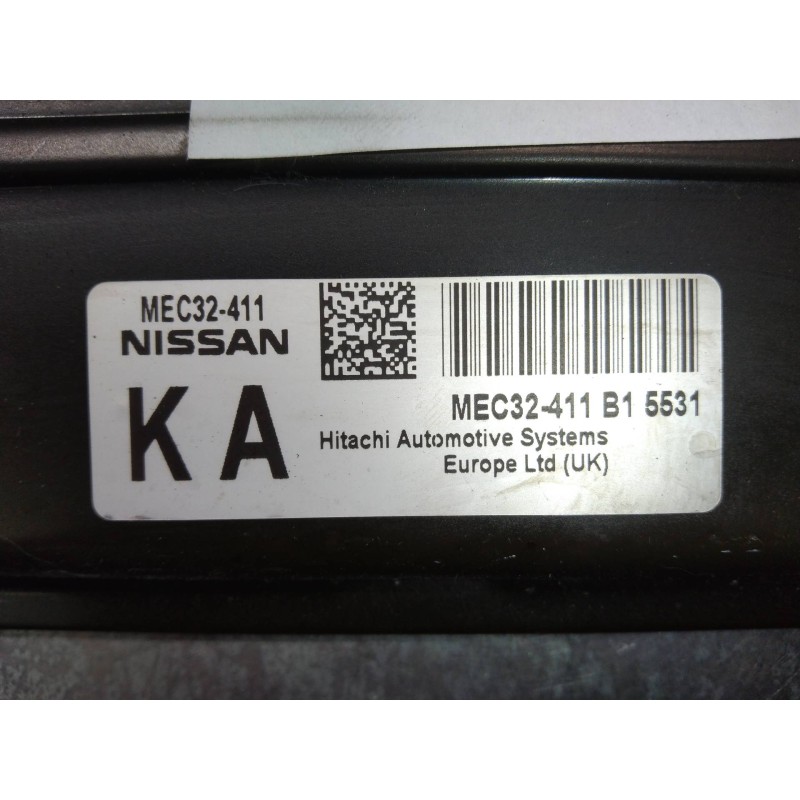 MEC32-411
NISSAN
KA
MEC32-411 B1 5531
Hitachi Automotive Systems
Europe Ltd (UK)